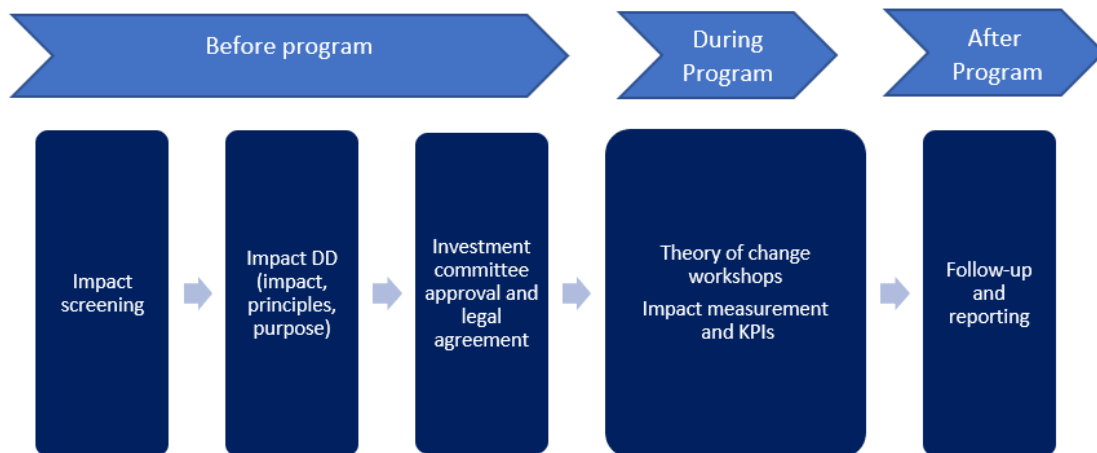 Before program
During
Program
After
Program
Impact
screening
Impact DD
(impact,
principles,
purpose)
Investment
committee
approval and
legal
agreement
Theory of change
workshops
Impact measurement
and KPIs
Follow-up
and
reporting